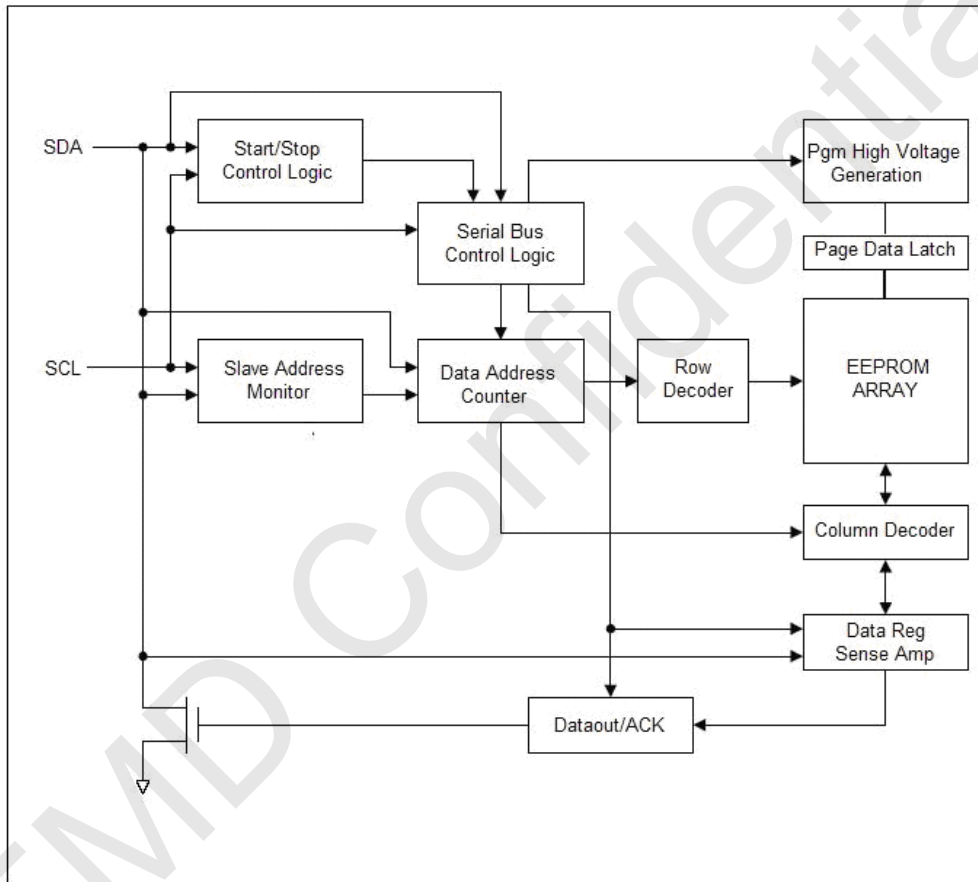 SDA
Start/Stop
Control Logic
Pgm High Voltage
Generation
Serial Bus
Control Logic
Page Data Latch
SCL
Slave Address
Monitor
Data Address
Counter
Row
Decoder
EEPROM
ARRAY
Column Decoder
Data Reg
Sense Amp
Dataout/ACK
TMD Confidential